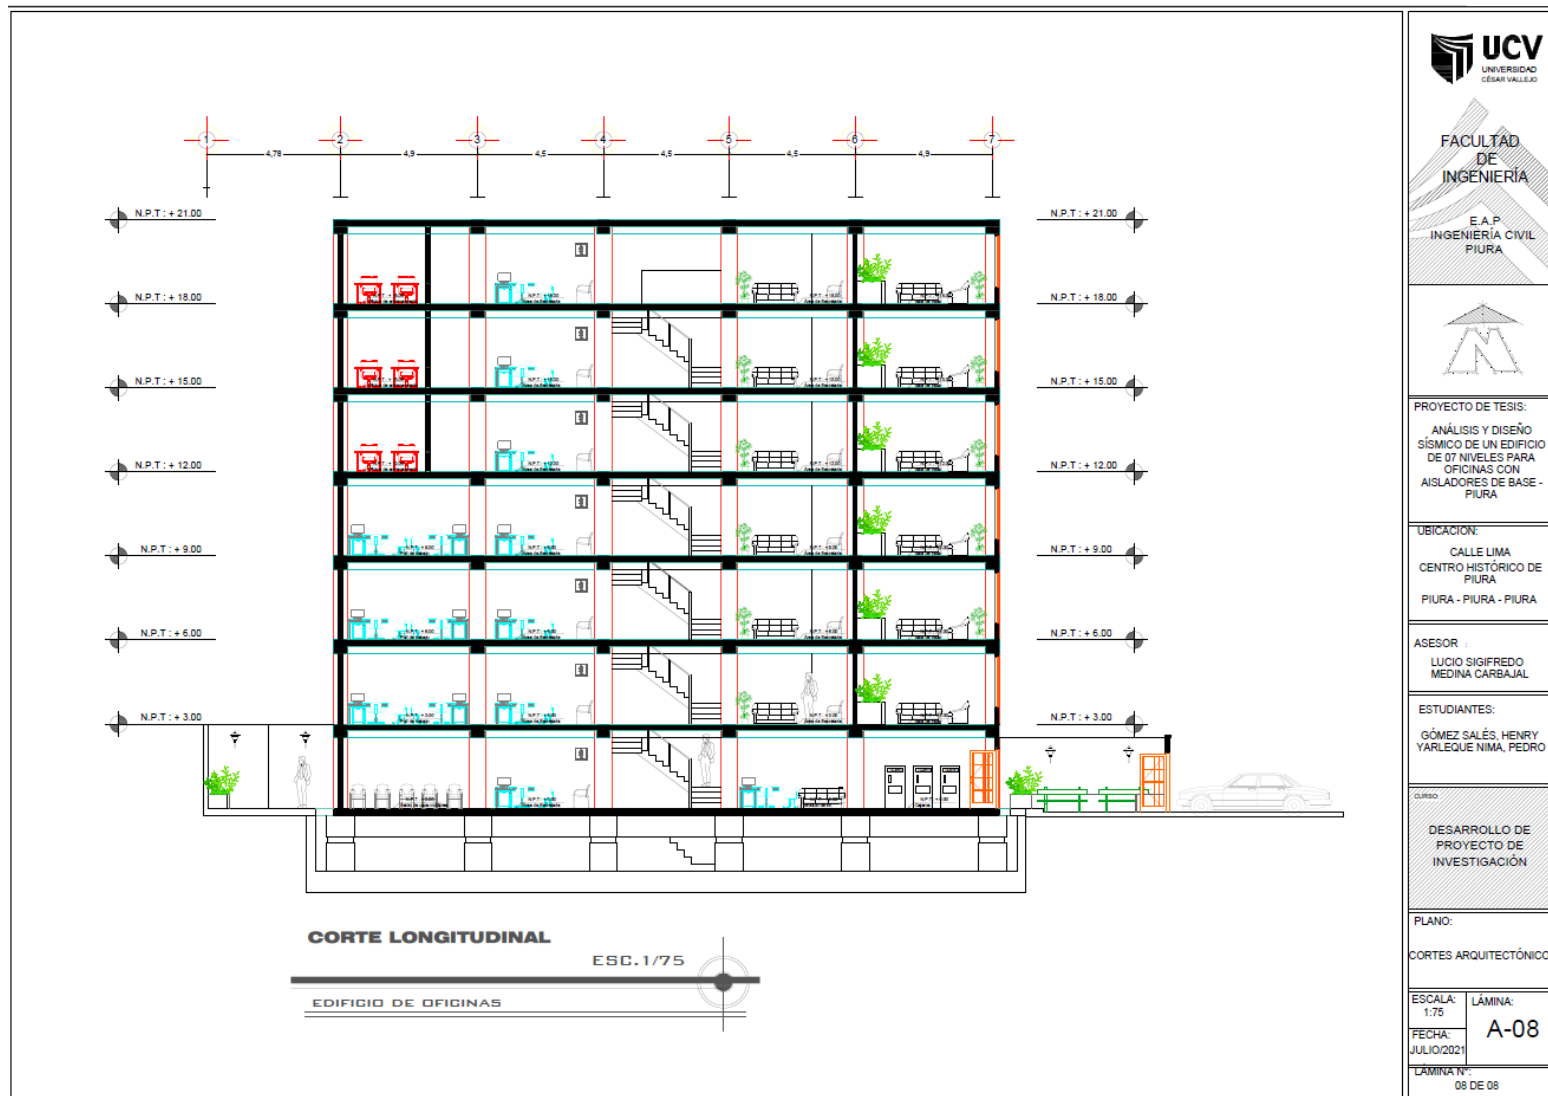 1
2
3
4
5
6
7
4,78
4,9
4,5
4,5
4,5
4,9
N.P.T : + 21.00
N.P.T : + 21.00
N.P.T : + 18.00
N.P.T : + 18.00
N.P.T : + 15.00
N.P.T : + 15.00
N.P.T : + 12.00
N.P.T : + 12.00
N.P.T : + 9.00
N.P.T : + 9.00
N.P.T : + 6.00
N.P.T : + 6.00
N.P.T : + 3.00
N.P.T : + 3.00
CORTE LONGITUDINAL
ESC.1/75
EDIFICIO DE OFICINAS
UCV
UNIVERSIDAD
CÉSAR VALLEJO
FACULTAD
DE
INGENIERÍA
E.A.P
INGENIERÍA CIVIL
PIURA
N
PROYECTO DE TESIS:
ANÁLISIS Y DISEÑO
SÍSMICO DE UN EDIFICIO
DE 07 NIVELES PARA
OFICINAS CON
AISLADORES DE BASE -
PIURA
UBICACION:
CALLE LIMA
CENTRO HISTÓRICO DE
PIURA
PIURA - PIURA - PIURA
ASESOR :
LUCIO SIGIFREDO
MEDINA CARBAJAL
ESTUDIANTES:
GÓMEZ SALÉS, HENRY
YARLEQUE NIMA, PEDRO
CURSO:
DESARROLLO DE
PROYECTO DE
INVESTIGACIÓN
PLANO:
CORTES ARQUITECTÓNICO
ESCALA:
1:75
LÁMINA:
A-08
FECHA:
JULIO/2021
LÁMINA N°:
08 DE 08